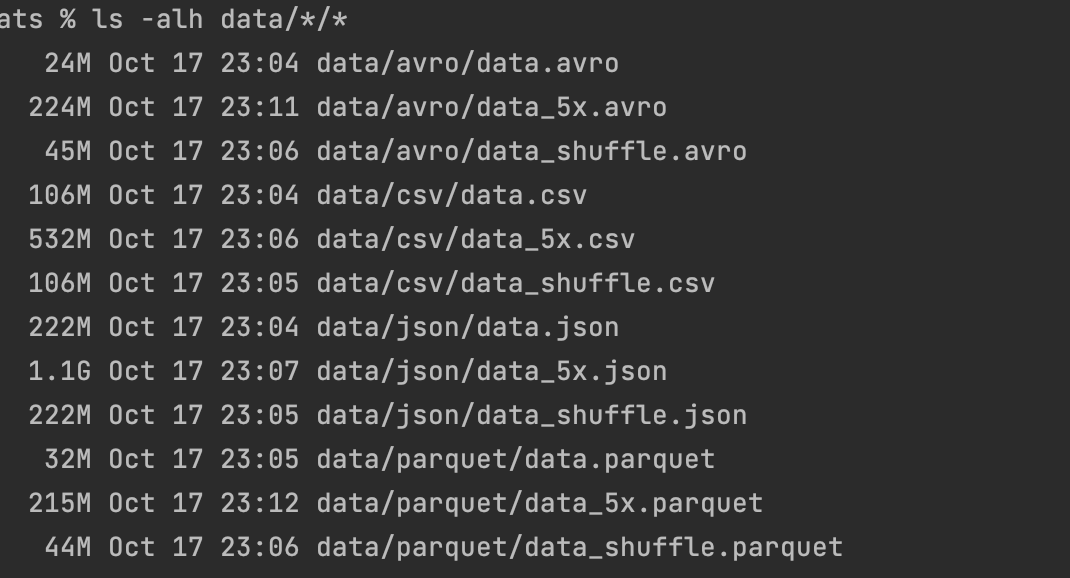 ats % ls -alh data/*/*
24M Oct 17 23:04 data/avro/data.avro
224M Oct 17 23:11 data/avro/data_5x.avro
45M Oct 17 23:06 data/avro/data_shuffle.avro
106M Oct 17 23:04 data/csv/data.csv
532M Oct 17 23:06 data/csv/data_5x.csv
106M Oct 17 23:05 data/csv/data_shuffle.csv
222M Oct 17 23:04 data/json/data.json
1.1G Oct 17 23:07 data/json/data_5x.json
222M Oct 17 23:05 data/json/data_shuffle.json
32M Oct 17 23:05 data/parquet/data.parquet
215M Oct 17 23:12 data/parquet/data_5x.parquet
44M Oct 17 23:06 data/parquet/data_shuffle.parquet